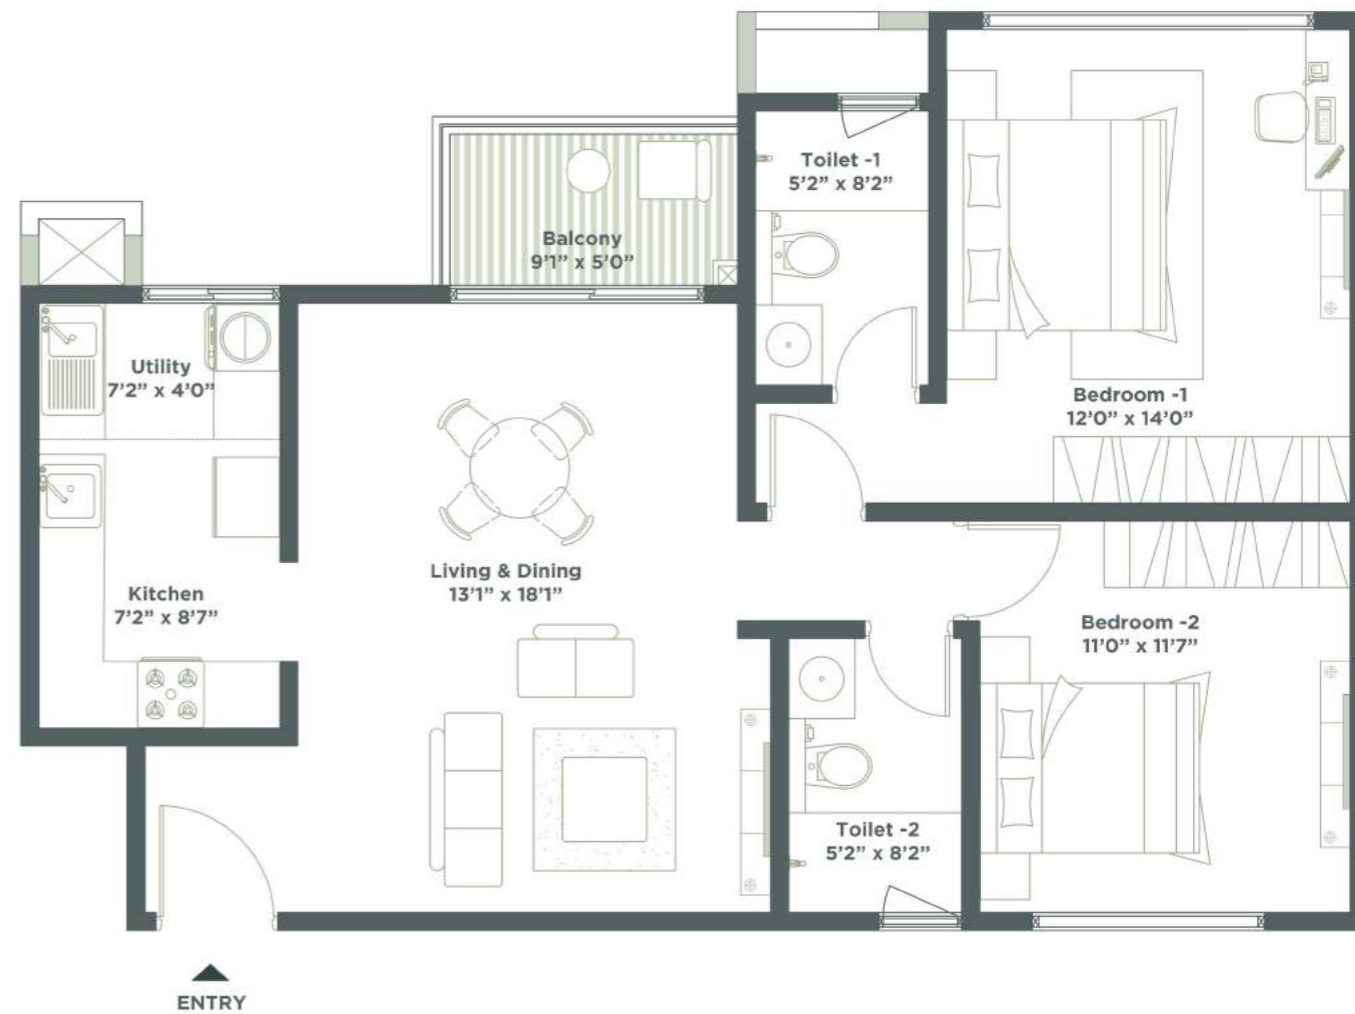 Toilet -1
5’2” x 8’2”
Balcony
9’1” x 5’0”
Utility
7’2” x 4’0”
Bedroom -1
12’0” x 14’0”
Living & Dining
13’1” x 18’1”
Kitchen
7’2” x 8’7”
Bedroom -2
11’0” x 11’7”
Toilet -2
5’2” x 8’2”
ENTRY